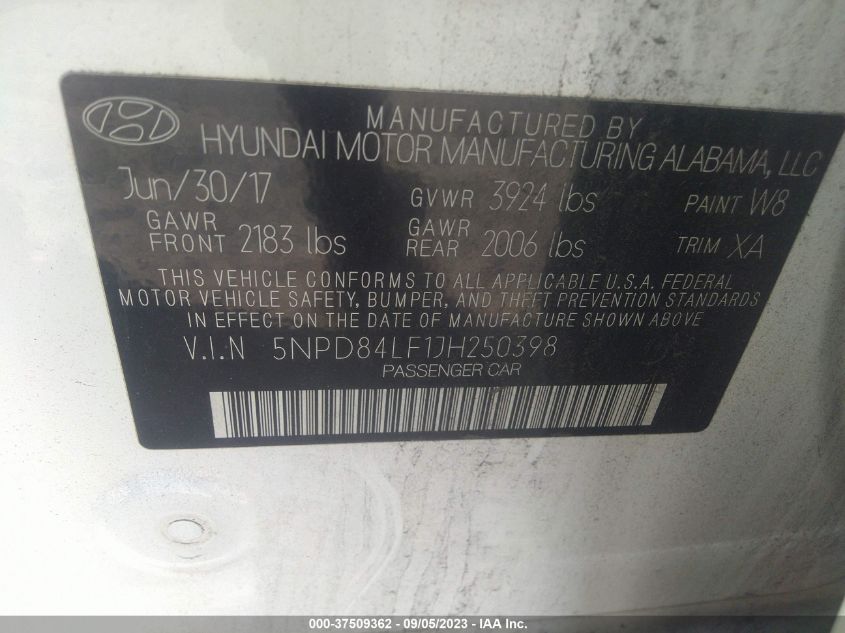 MANUFACTURED BY
HYUNDAI MOTOR MANUFACTURING ALABAMA, LLC
Jun/30/17 GVWR 3924 lbs PAINT W8
GAWR FRONT 2183 lbs GAWR REAR 2006 lbs TRIM XA
THIS VEHICLE CONFORMS TO ALL APPLICABLE U.S.A. FEDERAL
MOTOR VEHICLE SAFETY, BUMPER, AND THEFT PREVENTION STANDARDS
IN EFFECT ON THE DATE OF MANUFACTURE SHOWN ABOVE
V.I.N 5NPD84LF1JH250398
PASSENGER CAR
000-37509362 - 09/05/2023 - IAA Inc.